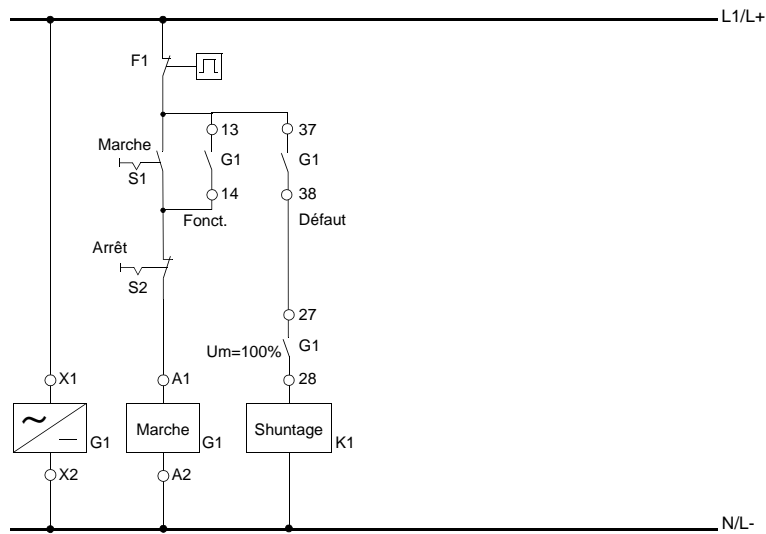 L1/L+
F1
13
37
Marche
G1
G1
S1
14
38
Fonct.
Défaut
Arrêt
S2
27
Um=100%
G1
X1
A1
28
~
Marche
Shuntage
G1
G1
K1
X2
A2
N/L-